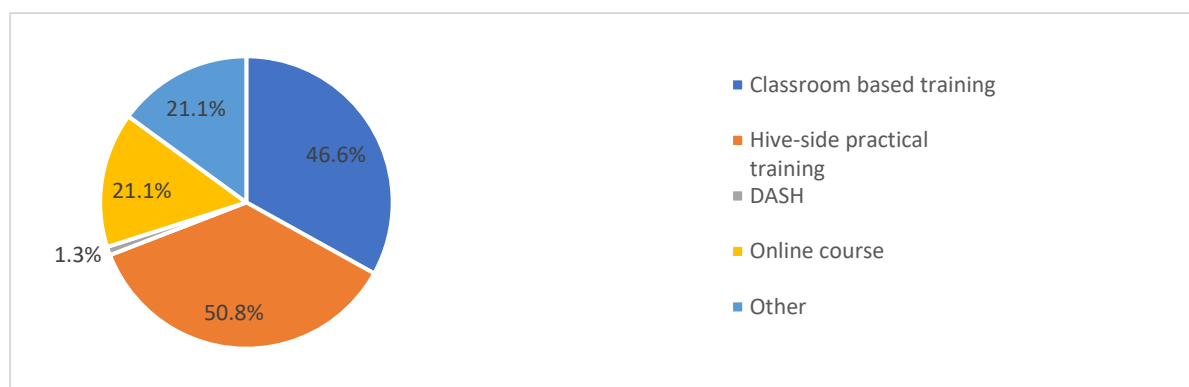 21.1%
46.6%
21.1%
1.3%
50.8%
Classroom based training
Hive-side practical
training
DASH
Online course
Other